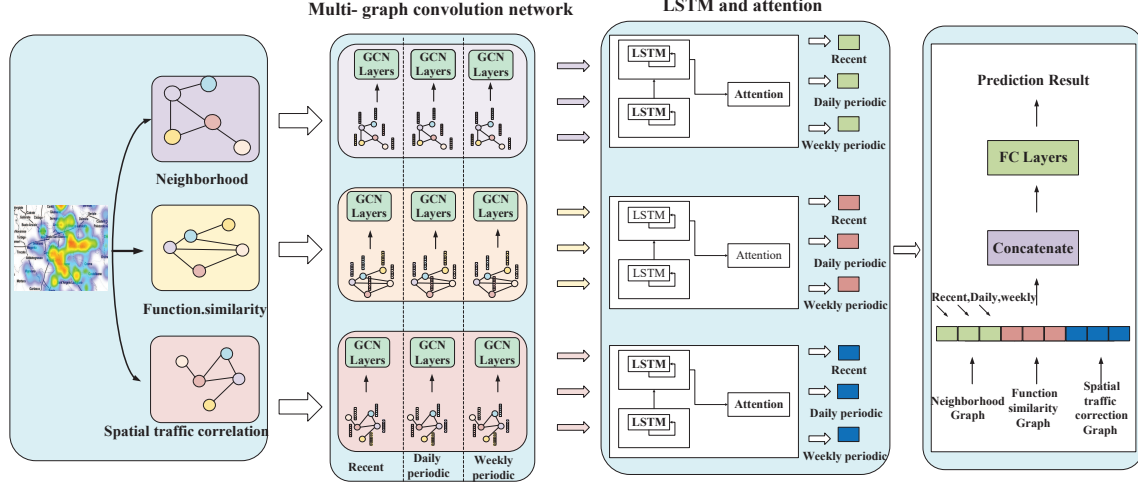 Multi- graph convolution network
LSTM and attention
Neighborhood
Function.similarity
Spatial traffic correlation
GCN
Layers
GCN
Layers
GCN
Layers
GCN
Layers
GCN
Layers
GCN
Layers
GCN
Layers
GCN
Layers
GCN
Layers
Recent
Daily
periodic
Weekly
periodic
LSTM
LSTM
Attention
Recent
Daily periodic
Weekly periodic
LSTM
LSTM
Attention
Recent
Daily periodic
Weekly periodic
LSTM
LSTM
Attention
Recent
Daily periodic
Weekly periodic
Prediction Result
FC Layers
Concatenate
Recent,Daily,weekly
Neighborhood
Graph
Function
similarity
Graph
Spatial
traffic
correction
Graph